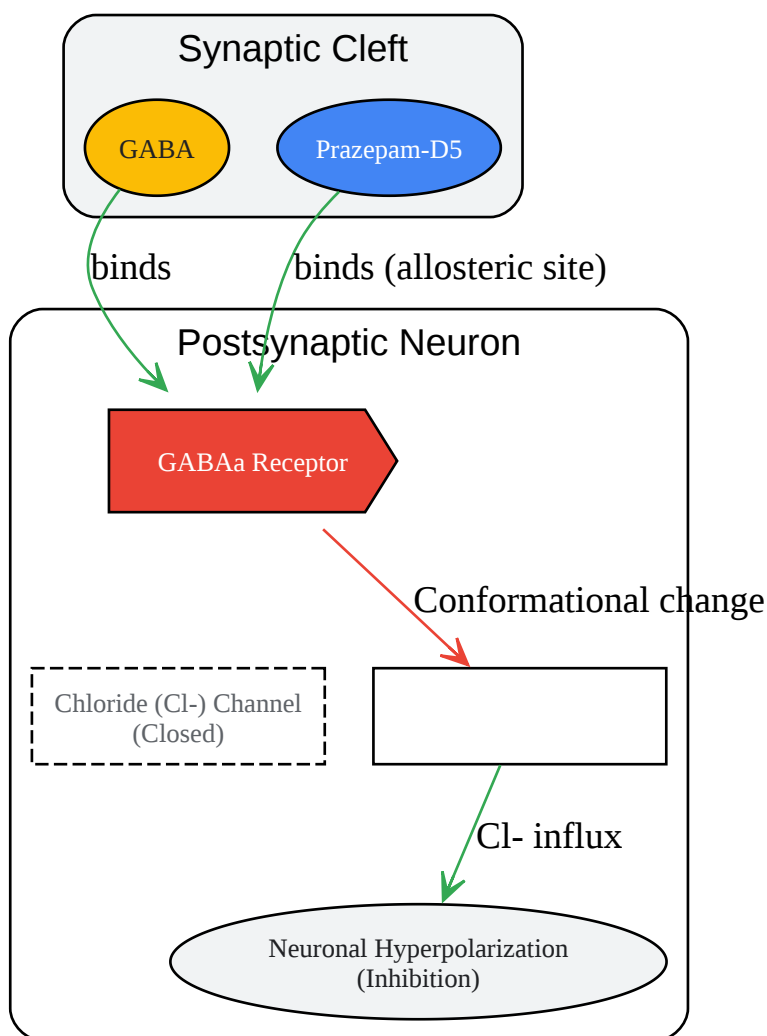 Synaptic Cleft
GABA
Prazepam-D5
binds
binds (allosteric site)
Postsynaptic Neuron
GABAa Receptor
Conformational change
Chloride (Cl-) Channel
(Closed)
Cl- influx
Neuronal Hyperpolarization
(Inhibition)